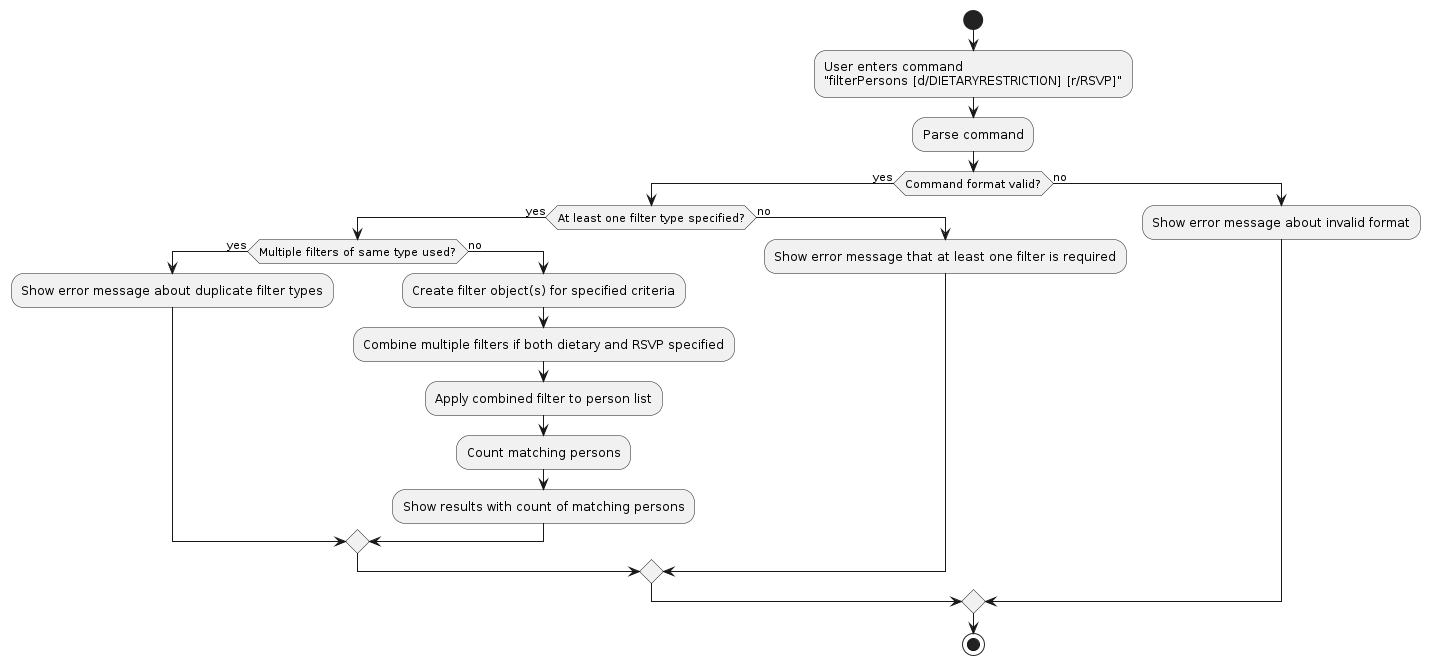 User enters command
"filterPersons [d/DIETARYRESTRICTION] [r/RSVP]"
Parse command
yes
Command format valid?
no
yes
At least one filter type specified?
no
Show error message about invalid format
yes
Multiple filters of same type used?
no
Show error message that at least one filter is required
Show error message about duplicate filter types
Create filter object(s) for specified criteria
Combine multiple filters if both dietary and RSVP specified
Apply combined filter to person list
Count matching persons
Show results with count of matching persons